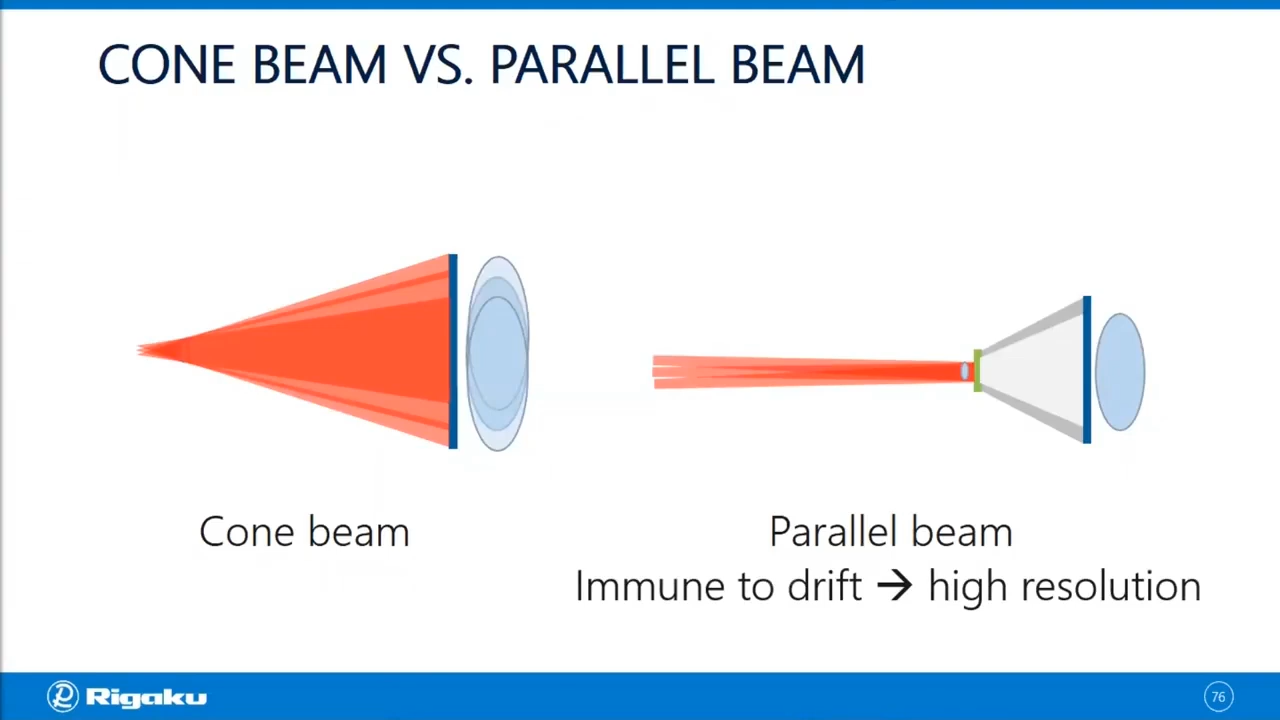 CONE BEAM VS. PARALLEL BEAM
Cone beam
Parallel beam
Immune to drift → high resolution
Rigaku
76